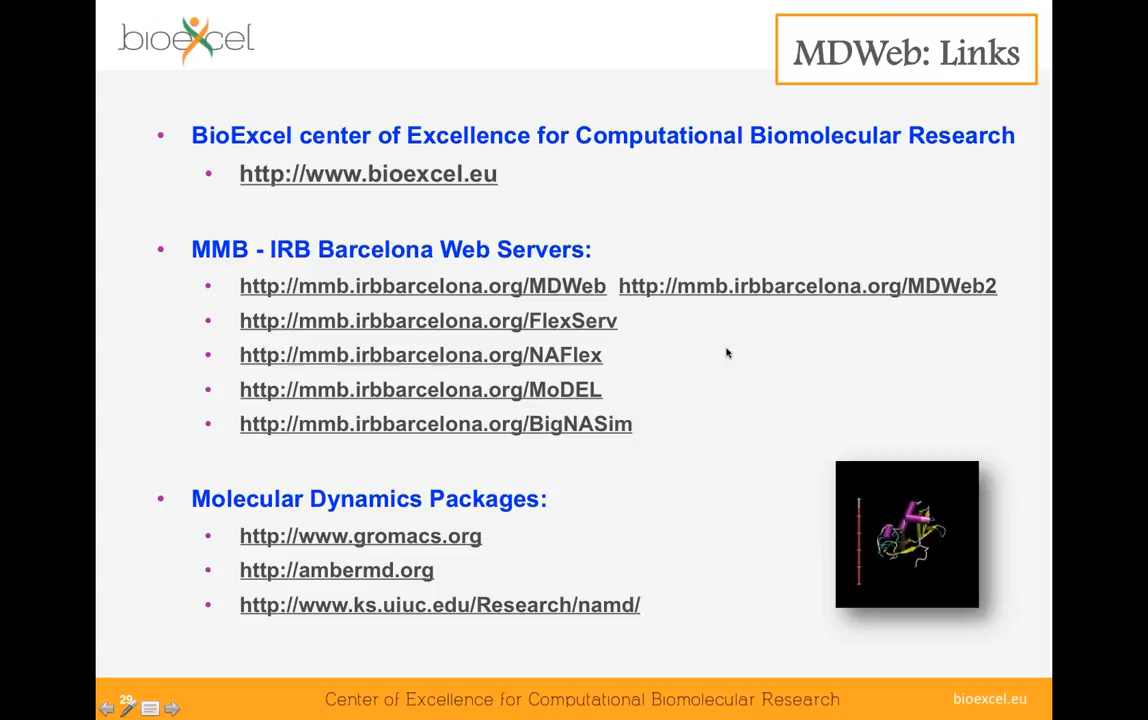 bioexcel
MDWeb: Links
• BioExcel center of Excellence for Computational Biomolecular Research
• http://www.bioexcel.eu
• MMB - IRB Barcelona Web Servers:
• http://mmb.irbbarcelona.org/MDWeb http://mmb.irbbarcelona.org/MDWeb2
• http://mmb.irbbarcelona.org/FlexServ
• http://mmb.irbbarcelona.org/NAFlex
• http://mmb.irbbarcelona.org/MoDEL
• http://mmb.irbbarcelona.org/BigNASim
• Molecular Dynamics Packages:
• http://www.gromacs.org
• http://ambermd.org
• http://www.ks.uiuc.edu/Research/namd/
29
Center of Excellence for Computational Biomolecular Research
bioexcel.eu